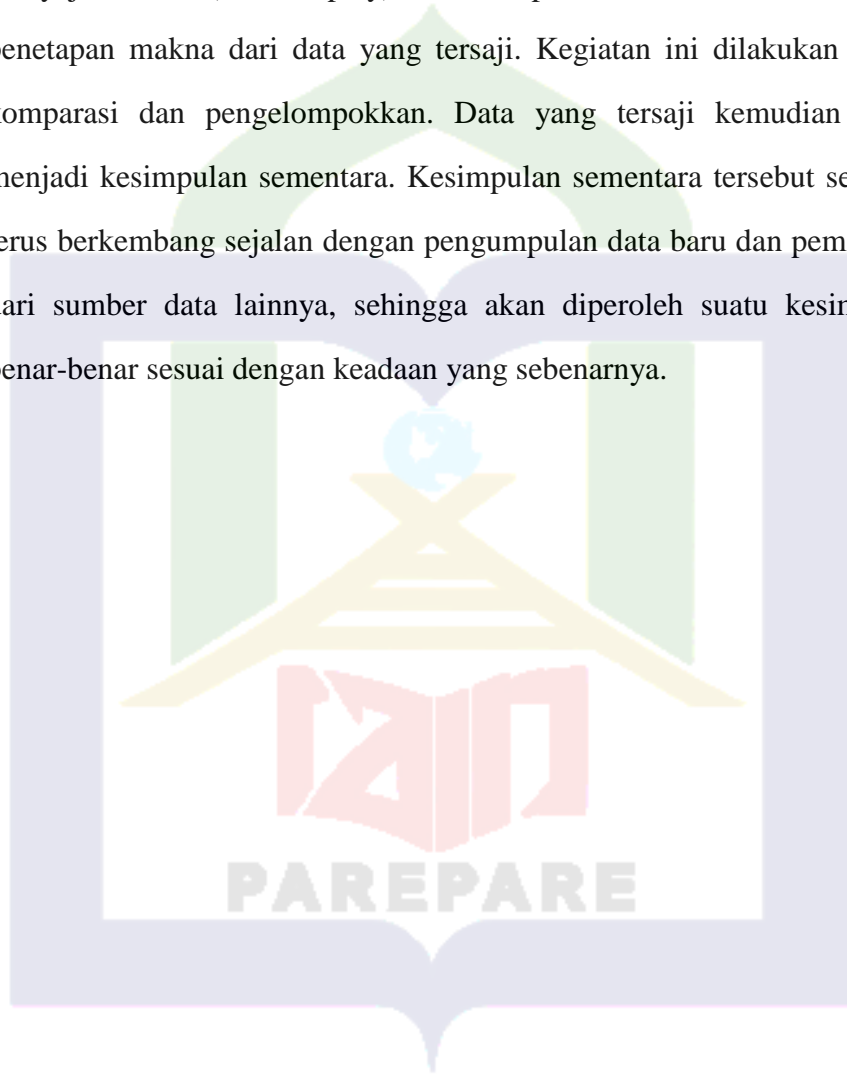 penetapan makna dari data yang tersaji. Kegiatan ini dilakukan
komparasi dan pengelompokkan. Data yang tersaji kemudian
menjadi kesimpulan sementara. Kesimpulan sementara tersebut se
terus berkembang sejalan dengan pengumpulan data baru dan pem
dari sumber data lainnya, sehingga akan diperoleh suatu kesim
benar-benar sesuai dengan keadaan yang sebenarnya.
iain
PAREPARE